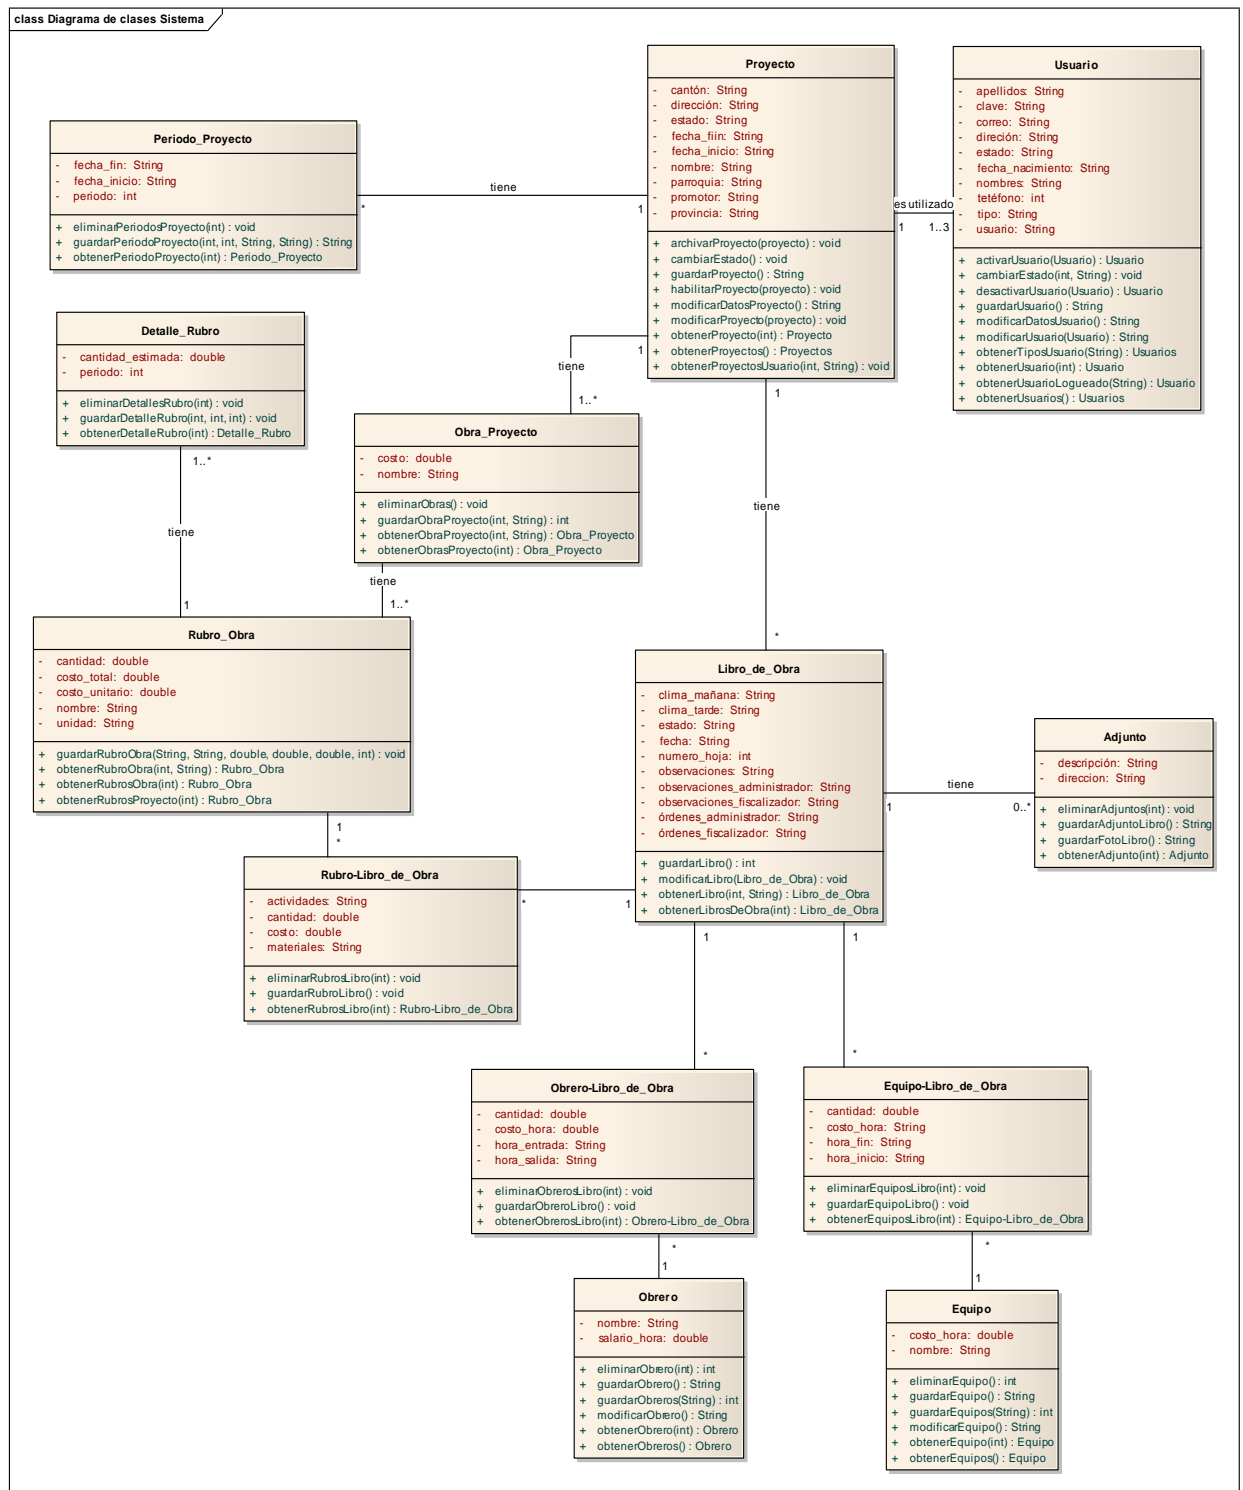 class Diagrama de clases Sistema
Proyecto
- cantón: String
- dirección: String
- estado: String
- fecha_fiin: String
- fecha_inicio: String
- nombre: String
- parroquia: String
- promotor: String
- provincia: String
+ archivarProyecto(proyecto) : void
+ cambiarEstado() : void
+ guardarProyecto() : String
+ habilitarProyecto(proyecto) : void
+ modificarDatosProyecto() : String
+ modificarProyecto(proyecto) : void
+ obtenerProyecto(int) : Proyecto
+ obtenerProyectos() : Proyectos
+ obtenerProyectosUsuario(int, String) : void
Usuario
- apellidos: String
- clave: String
- correo: String
- direción: String
- estado: String
- fecha_nacimiento: String
- nombres: String
- tetéfono: int
- tipo: String
- usuario: String
+ activarUsuario(Usuario) : Usuario
+ cambiarEstado(int, String) : void
+ desactivarUsuario(Usuario) : Usuario
+ guardarUsuario() : String
+ modificarDatosUsuario() : String
+ modificarUsuario(Usuario) : String
+ obtenerTiposUsuario(String) : Usuarios
+ obtenerUsuario(int) : Usuario
+ obtenerUsuarioLogueado(String) : Usuario
+ obtenerUsuarios() : Usuarios
es utilizado
1
1..3
Periodo_Proyecto
- fecha_fin: String
- fecha_inicio: String
- periodo: int
+ eliminarPeriodosProyecto(int) : void
+ guardarPeriodoProyecto(int, int, String, String) : String
+ obtenerPeriodoProyecto(int) : Periodo_Proyecto
tiene
*
1
Detalle_Rubro
- cantidad_estimada: double
- periodo: int
+ eliminarDetallesRubro(int) : void
+ guardarDetalleRubro(int, int, int) : void
+ obtenerDetalleRubro(int) : Detalle_Rubro
1..*
tiene
1
1
tiene
1..*
Obra_Proyecto
- costo: double
- nombre: String
+ eliminarObras() : void
+ guardarObraProyecto(int, String) : int
+ obtenerObraProyecto(int, String) : Obra_Proyecto
+ obtenerObrasProyecto(int) : Obra_Proyecto
tiene
1..*
1
tiene
*
Rubro_Obra
- cantidad: double
- costo_total: double
- costo_unitario: double
- nombre: String
- unidad: String
+ guardarRubroObra(String, String, double, double, double, int) : void
+ obtenerRubroObra(int, String) : Rubro_Obra
+ obtenerRubrosObra(int) : Rubro_Obra
+ obtenerRubrosProyecto(int) : Rubro_Obra
1
*
Libro_de_Obra
- clima_mañana: String
- clima_tarde: String
- estado: String
- fecha: String
- numero_hoja: int
- observaciones: String
- observaciones_administrador: String
- observaciones_fiscalizador: String
- órdenes_administrador: String
- órdenes_fiscalizador: String
+ guardarLibro() : int
+ modificarLibro(Libro_de_Obra) : void
+ obtenerLibro(int, String) : Libro_de_Obra
+ obtenerLibrosDeObra(int) : Libro_de_Obra
tiene
1
0..*
Adjunto
- descripción: String
- direccion: String
+ eliminarAdjuntos(int) : void
+ guardarAdjuntoLibro() : String
+ guardarFotoLibro() : String
+ obtenerAdjunto(int) : Adjunto
Rubro-Libro_de_Obra
- actividades: String
- cantidad: double
- costo: double
- materiales: String
+ eliminarRubrosLibro(int) : void
+ guardarRubroLibro() : void
+ obtenerRubrosLibro(int) : Rubro-Libro_de_Obra
*
1
1
*
1
*
Obrero-Libro_de_Obra
- cantidad: double
- costo_hora: double
- hora_entrada: String
- hora_salida: String
+ eliminarObrerosLibro(int) : void
+ guardarObreroLibro() : void
+ obtenerObrerosLibro(int) : Obrero-Libro_de_Obra
*
1
Equipo-Libro_de_Obra
- cantidad: double
- costo_hora: String
- hora_fin: String
- hora_inicio: String
+ eliminarEquiposLibro(int) : void
+ guardarEquipoLibro() : void
+ obtenerEquiposLibro(int) : Equipo-Libro_de_Obra
*
1
Obrero
- nombre: String
- salario_hora: double
+ eliminarObrero(int) : int
+ guardarObrero() : String
+ guardarObreros(String) : int
+ modificarObrero() : String
+ obtenerObrero(int) : Obrero
+ obtenerObreros() : Obrero
Equipo
- costo_hora: double
- nombre: String
+ eliminarEquipo() : int
+ guardarEquipo() : String
+ guardarEquipos(String) : int
+ modificarEquipo() : String
+ obtenerEquipo(int) : Equipo
+ obtenerEquipos() : Equipo